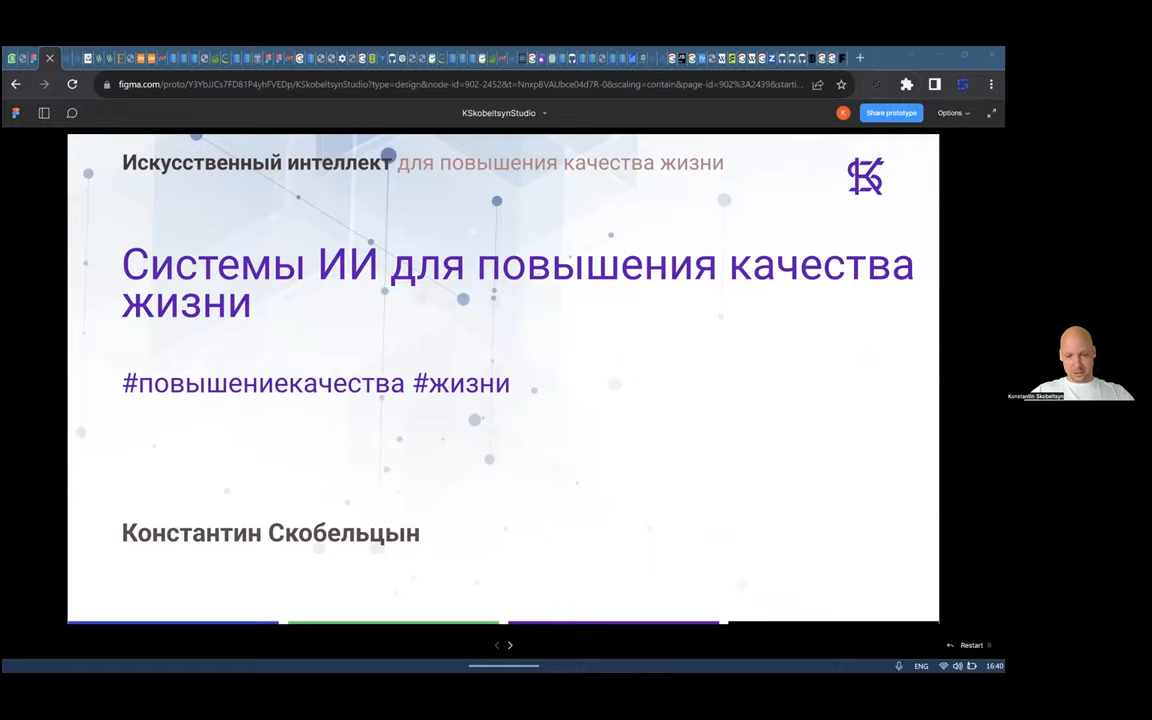 figma.com/proto/Y3YbJJCs7FD81P4yhFVEDp/KSkobeltsynStudio?type=design&node-id=902-2452&t=NnxpBVAUbce04d7R-0&scaling=contain&page-id=902%3A2439&starti...
KSkobeltsynStudio
K
Share prototype
Options
Искусственный интеллект для повышения качества жизни
Системы ИИ для повышения качества
жизни
#повышениекачества #жизни
Константин Скобельцын
Konstantin Skobeltsyn
Restart R
ENG
16:40